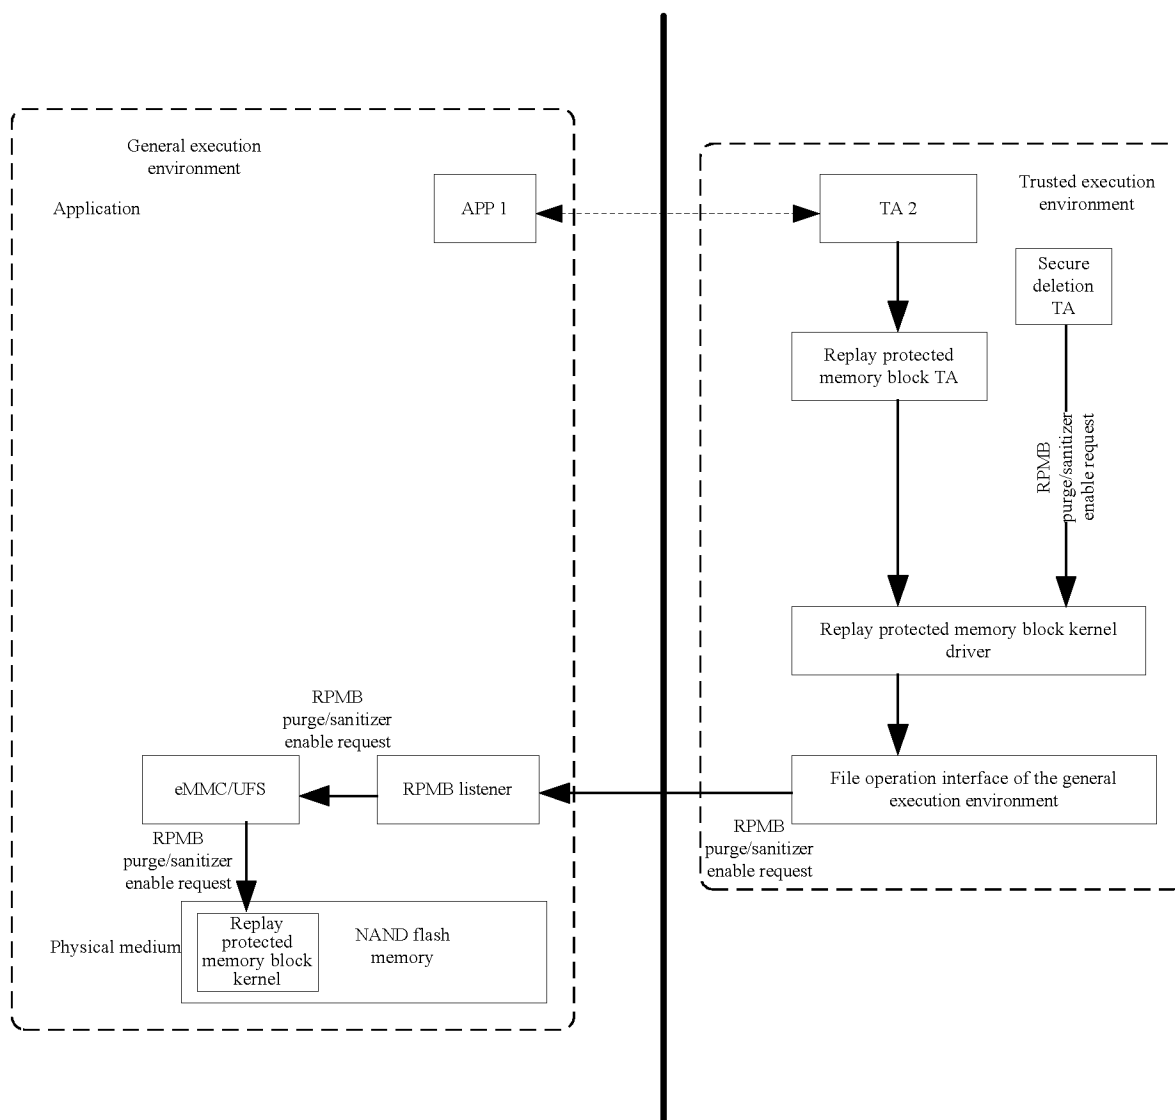 General execution
environment
Application
APP 1
TA 2
Trusted execution
environment
Secure
deletion
TA
Replay protected
memory block TA
RPMB
purge/sanitizer
enable request
Replay protected memory block kernel
driver
RPMB
purge/sanitizer
enable request
eMMC/UFS
RPMB listener
File operation interface of the general
execution environment
RPMB
purge/sanitizer
enable request
RPMB
purge/sanitizer
enable request
Physical medium
Replay
protected
memory block
kernel
NAND flash
memory